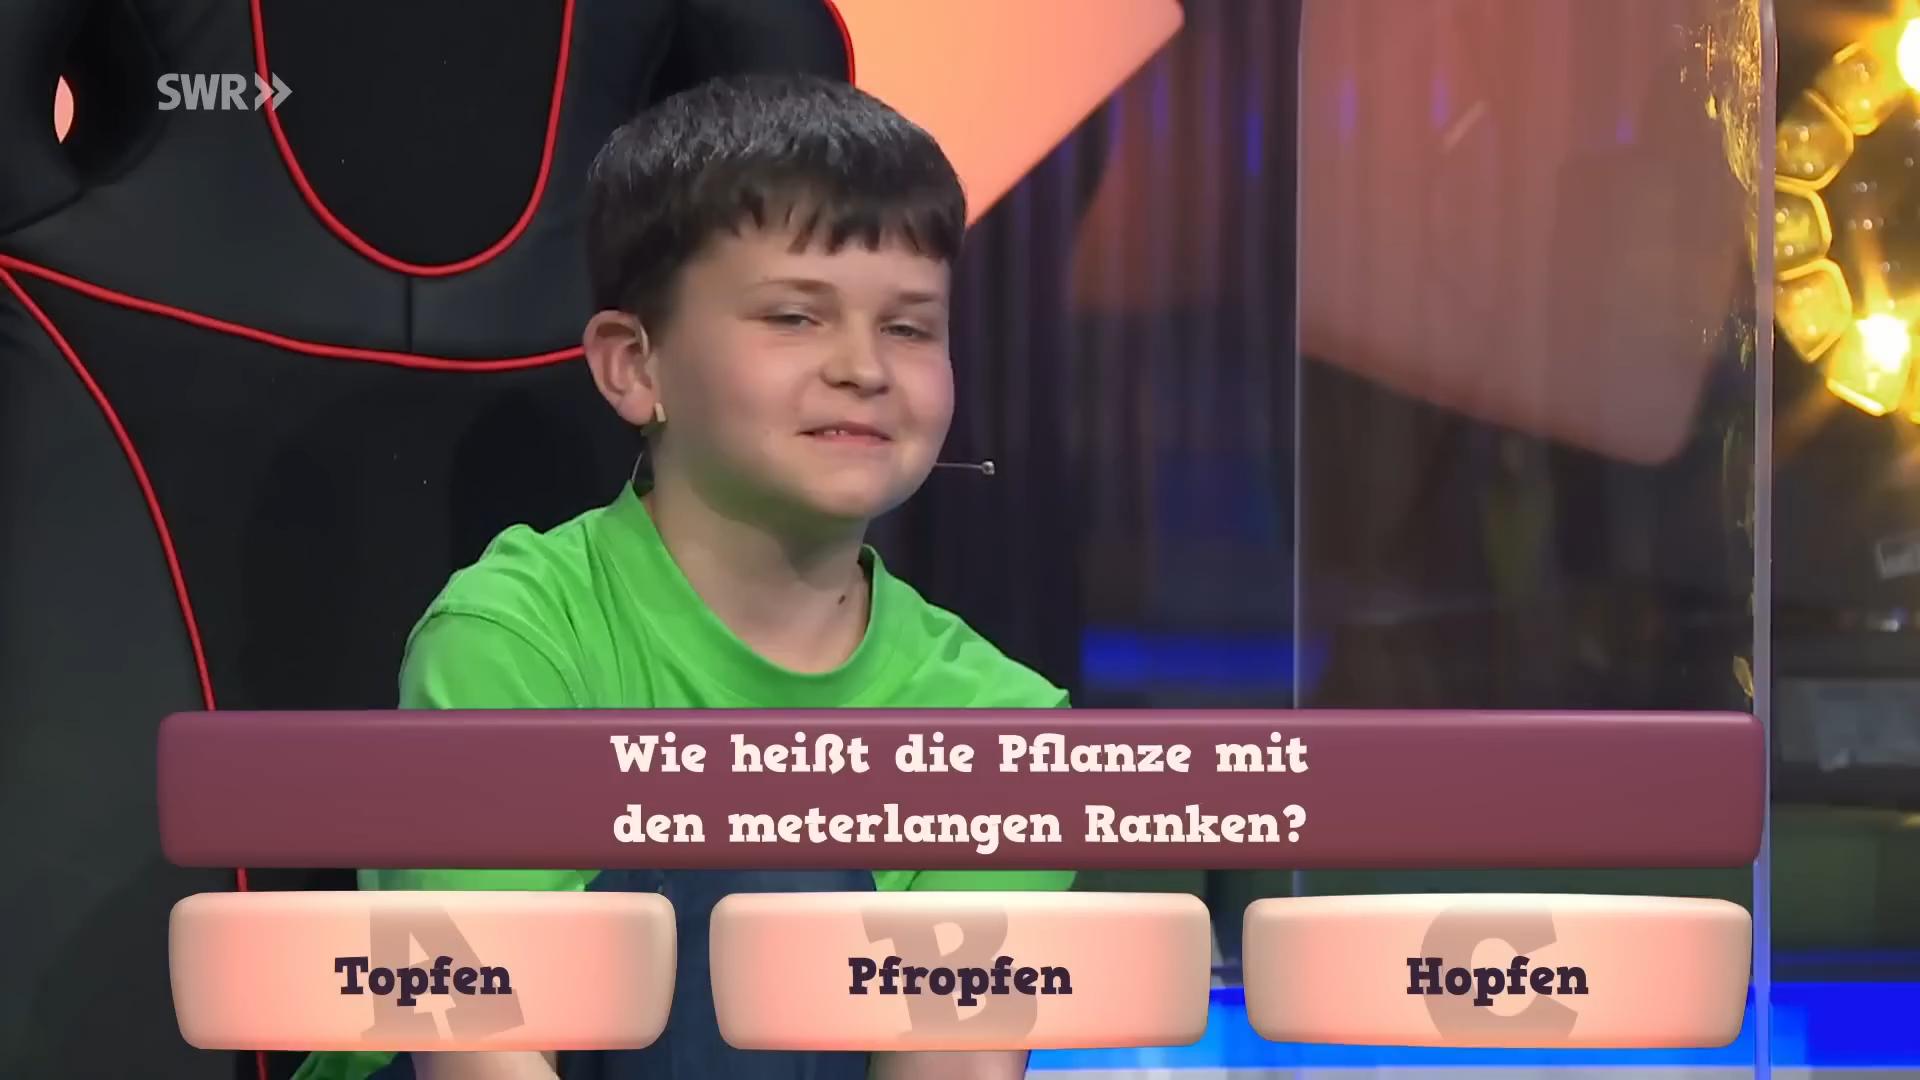 SWR
Wie heißt die Pflanze mit
den meterlangen Ranken?
A
Topfen
B
Pfropfen
C
Hopfen